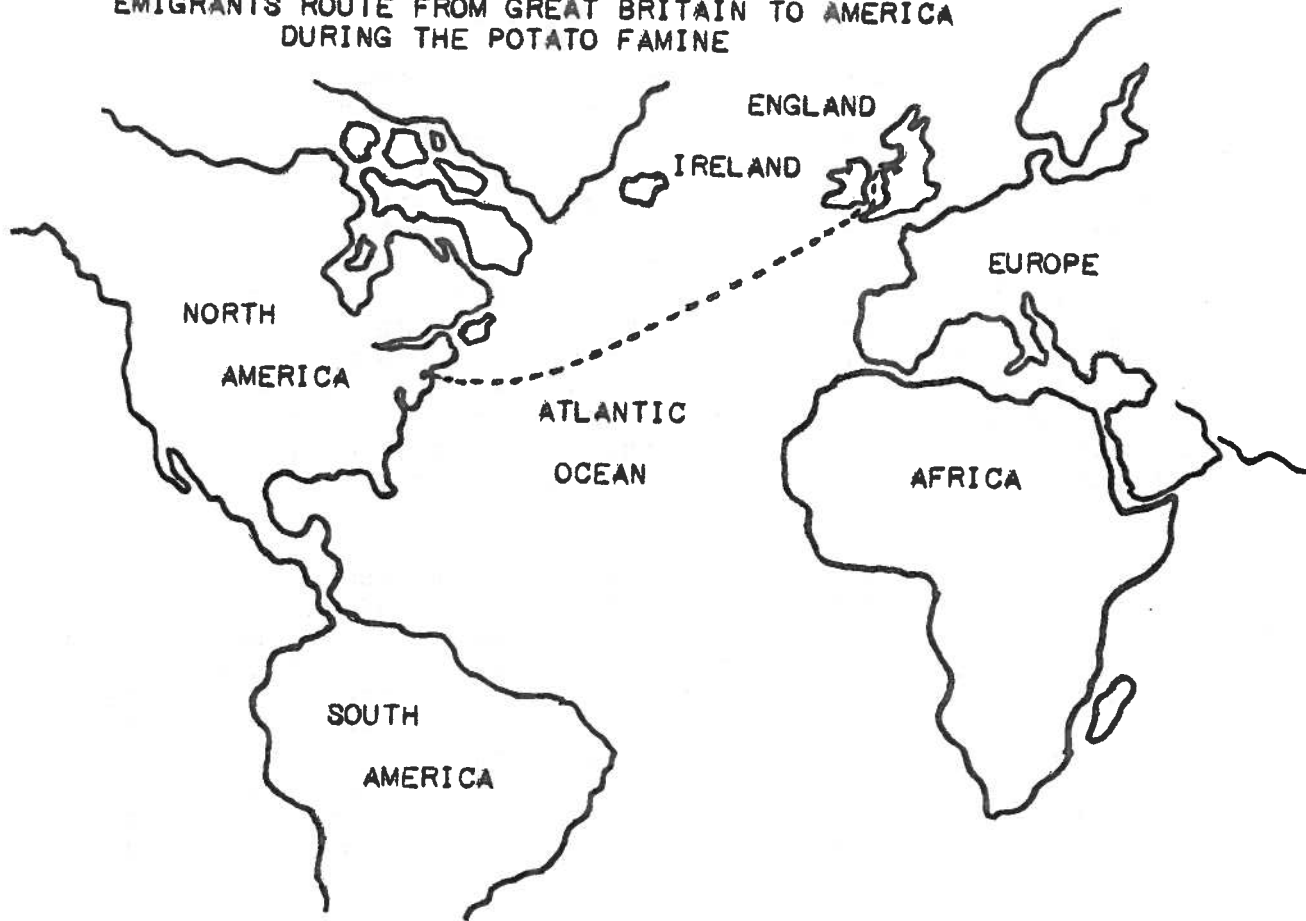 EMIGRANTS ROUTE FROM GREAT BRITAIN TO AMERICA
DURING THE POTATO FAMINE
ENGLAND
IRELAND
EUROPE
NORTH
AMERICA
ATLANTIC
OCEAN
AFRICA
SOUTH
AMERICA